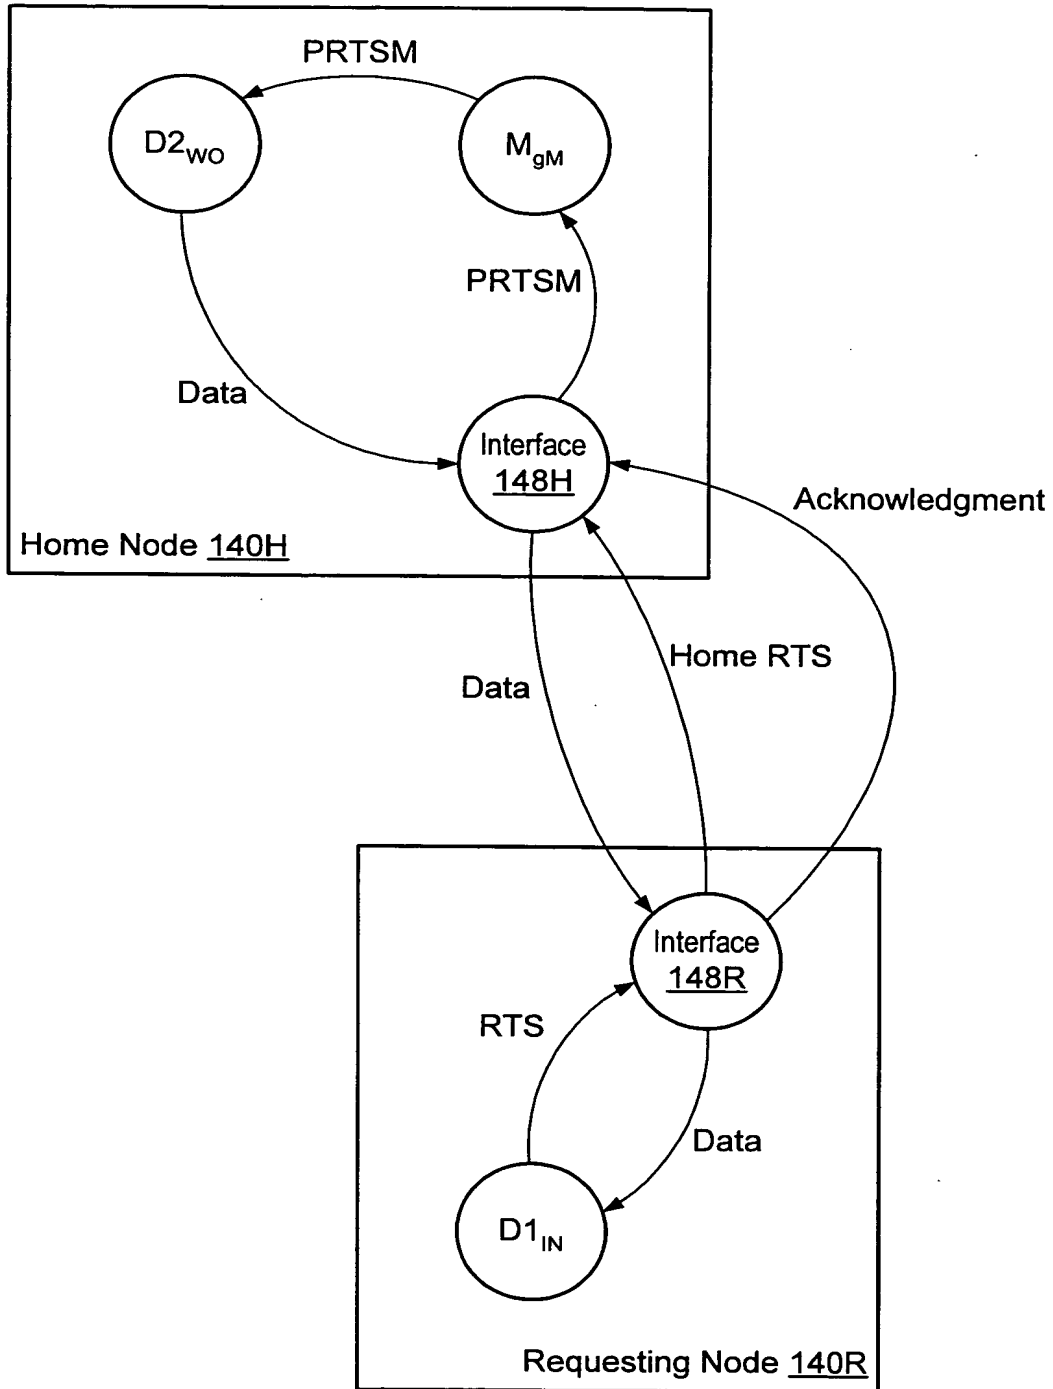 PRTSM
D2WO
MgM
PRTSM
Data
Interface
148H
Acknowledgment
Home Node 140H
Home RTS
Data
Interface
148R
RTS
Data
D1IN
Requesting Node 140R